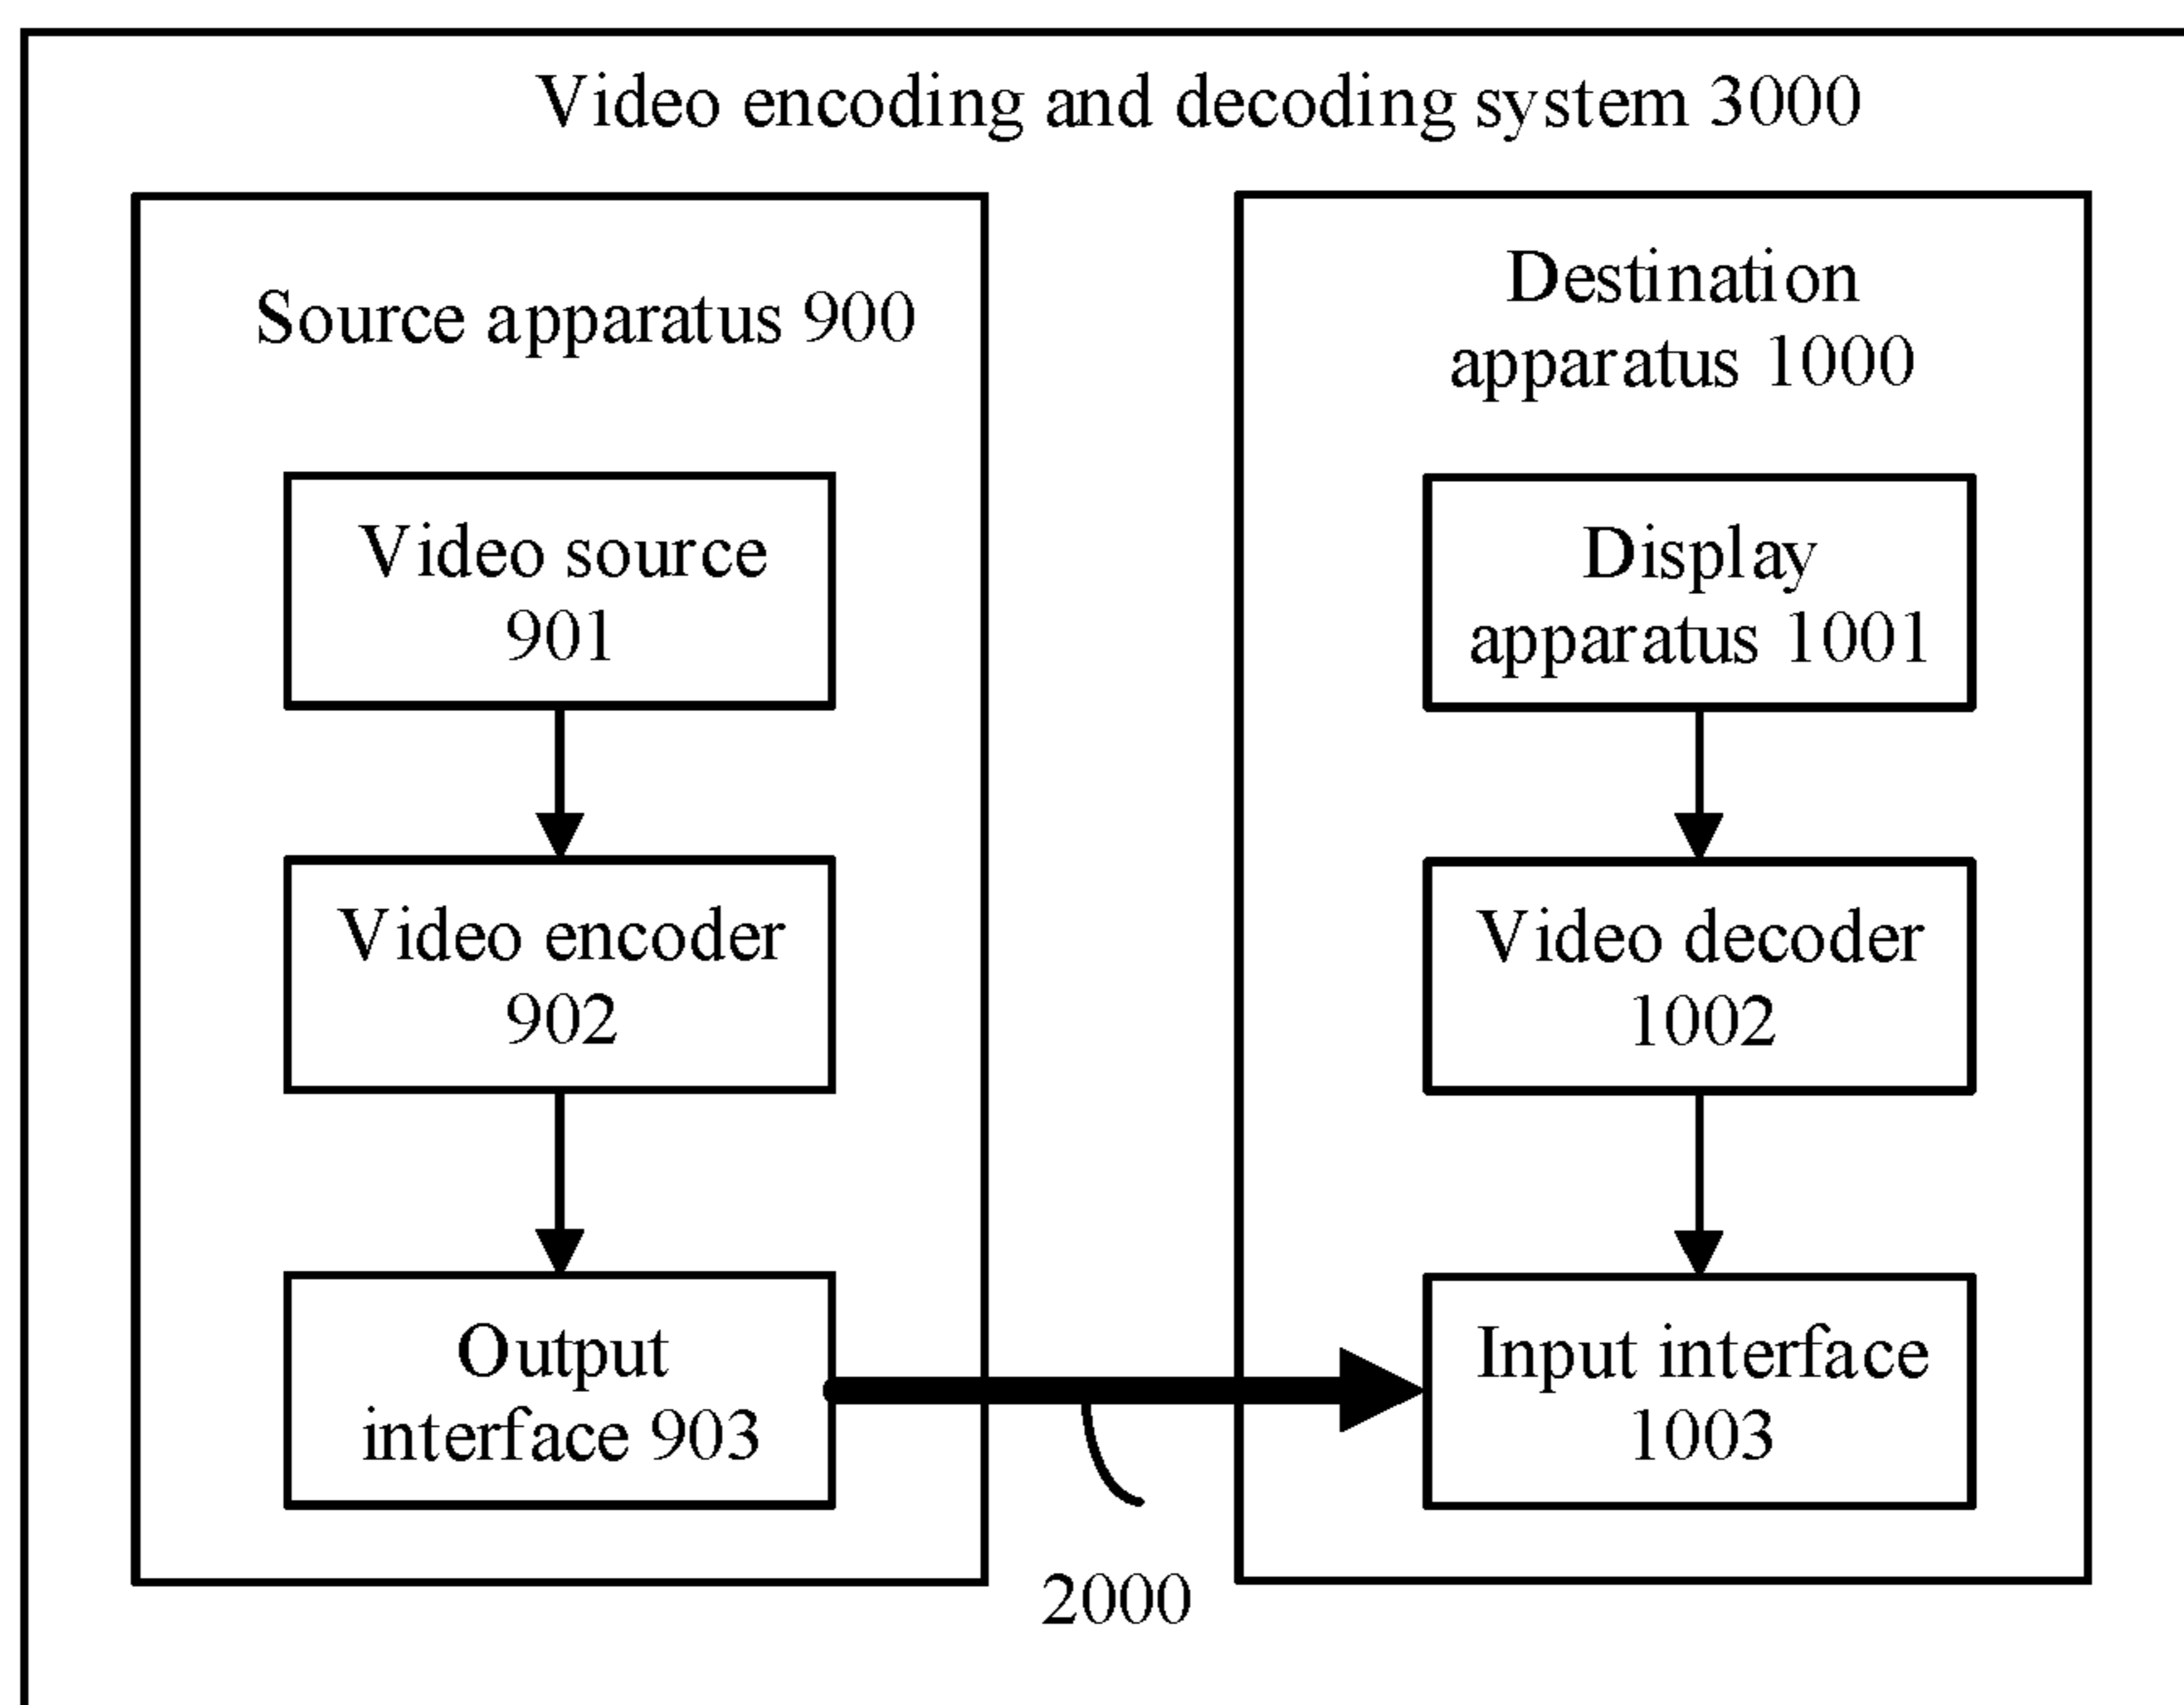 Video encoding and decoding system 3000
Source apparatus 900
Video source
901
Video encoder
902
Output
interface 903
2000
Destination
apparatus 1000
Display
apparatus 1001
Video decoder
1002
Input interface
1003